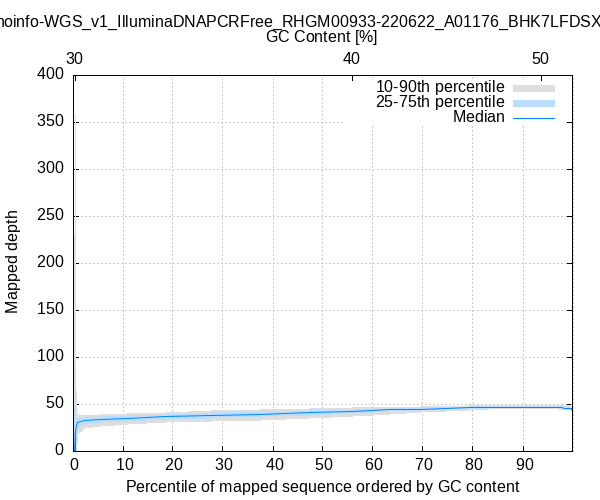 noinfo-WGS_v1_IlluminaDNAPCRFree_RHGM00933-220622_A01176_BHK7LFDSX
GC Content [%]
30 40 50
400
350
300
250
200
150
100
50
0
10-90th percentile
25-75th percentile
Median
Mapped depth
0 10 20 30 40 50 60 70 80 90
Percentile of mapped sequence ordered by GC content